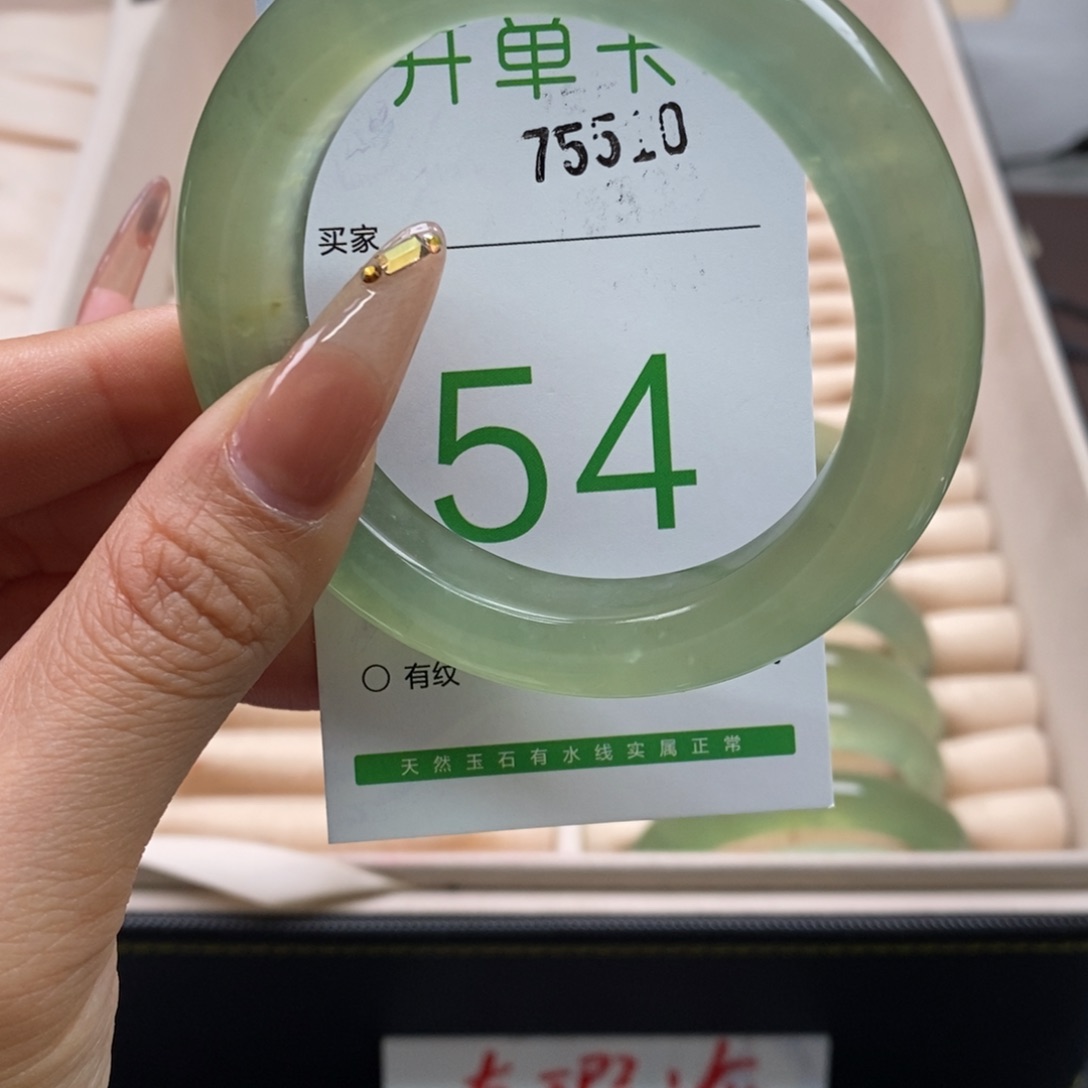 开单卡
75510
买家
54
○ 有纹
天然玉石有水线实属正常